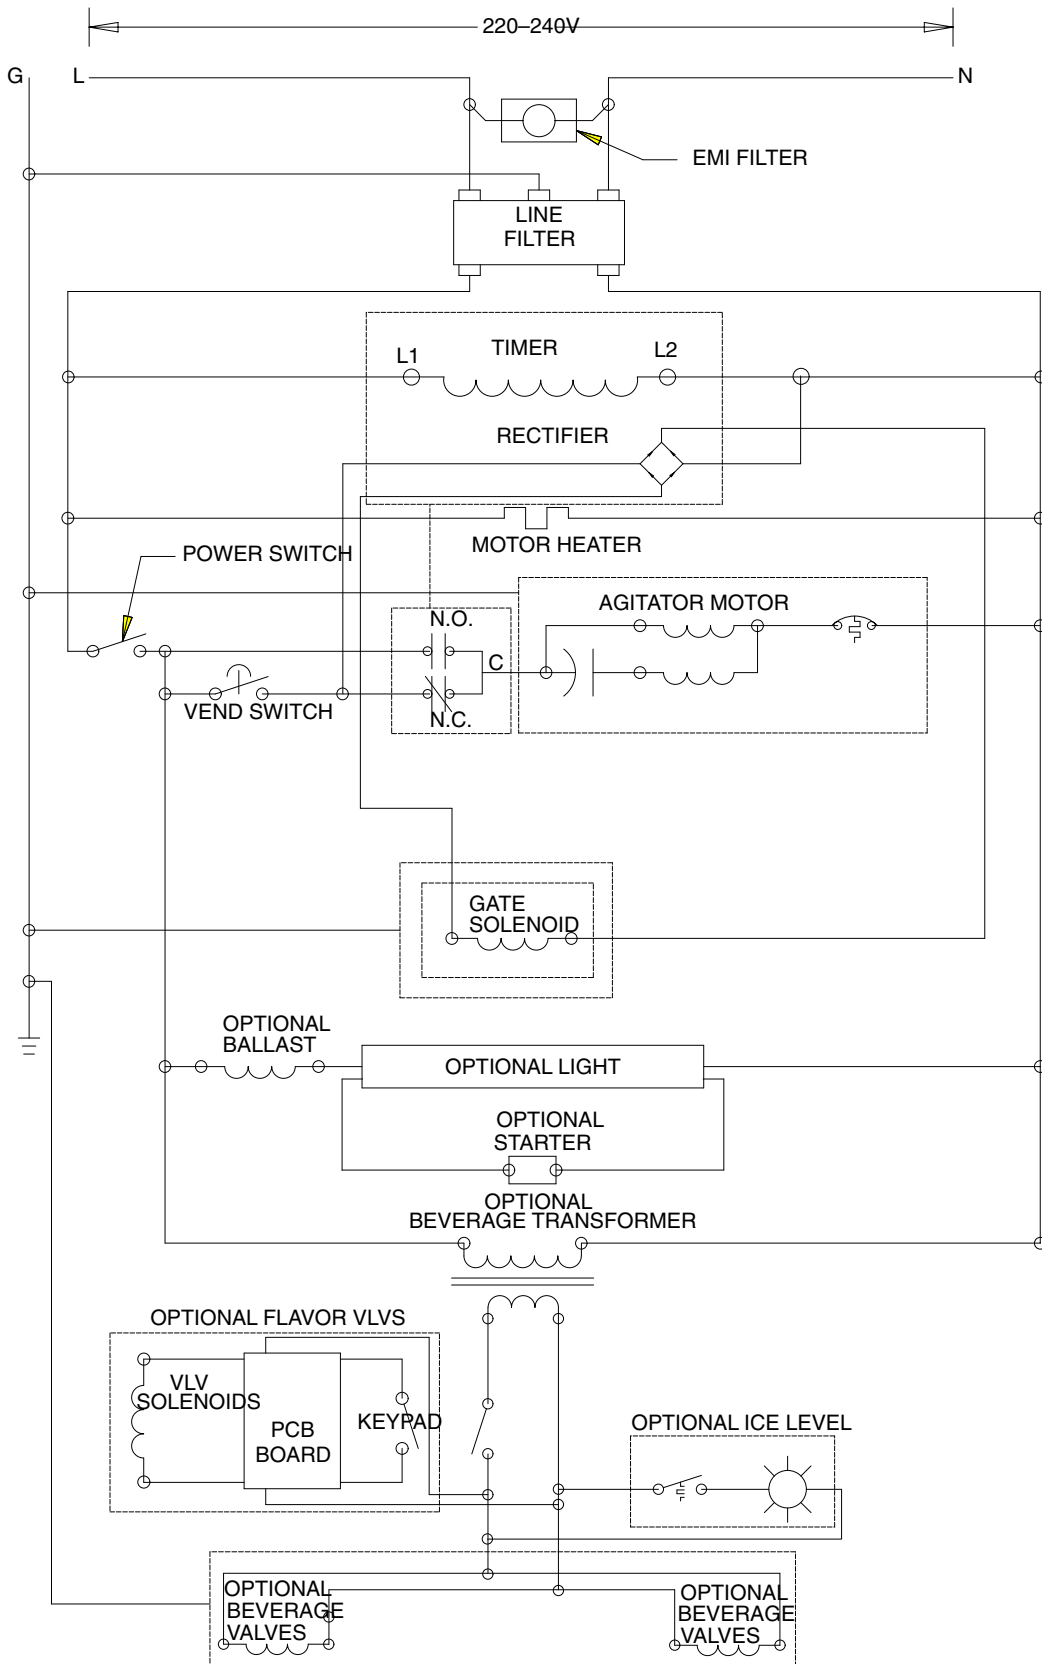 220–240V
G
L
N
EMI FILTER
LINE
FILTER
TIMER
L1
L2
RECTIFIER
MOTOR HEATER
POWER SWITCH
AGITATOR MOTOR
N.O.
C
VEND SWITCH
N.C.
GATE
SOLENOID
OPTIONAL
BALLAST
OPTIONAL LIGHT
OPTIONAL
STARTER
OPTIONAL
BEVERAGE TRANSFORMER
OPTIONAL FLAVOR VLVS
VLV
SOLENOIDS
PCB
BOARD
KEYPAD
OPTIONAL ICE LEVEL
OPTIONAL
BEVERAGE
VALVES
OPTIONAL
BEVERAGE
VALVES